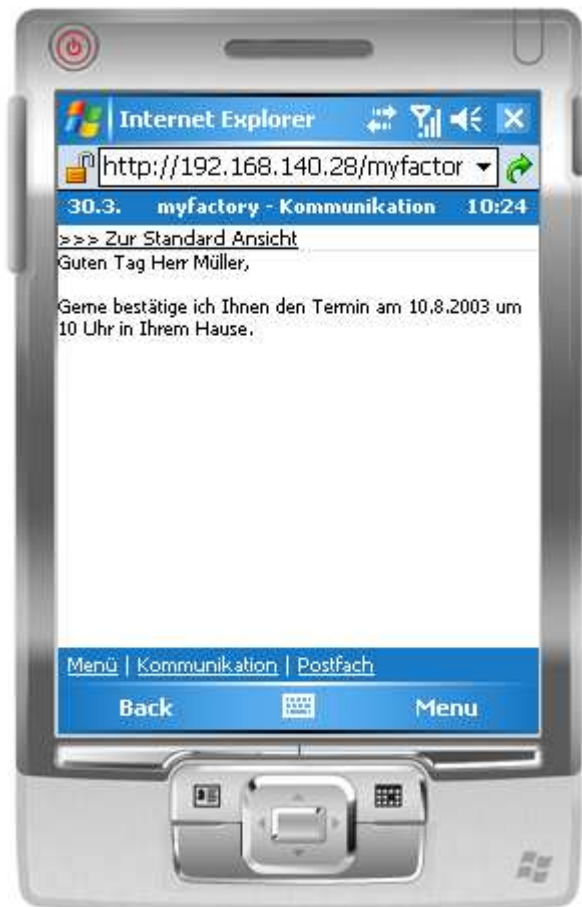 Internet Explorer
http://192.168.140.28/myfactor
30.3. myfactory - Kommunikation 10:24
>>> Zur Standard Ansicht
Guten Tag Herr Müller,
Gerne bestätige ich Ihnen den Termin am 10.8.2003 um
10 Uhr in Ihrem Hause.
Menü | Kommunikation | Postfach
Back Menu